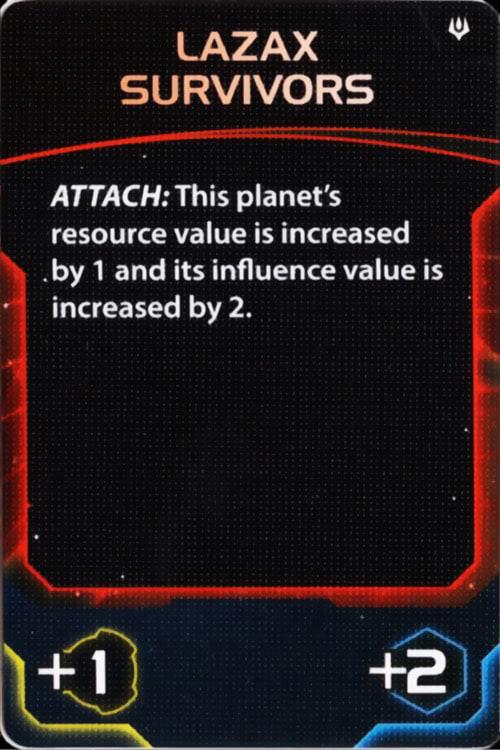 LAZAX
SURVIVORS
ATTACH: This planet's
resource value is increased
by 1 and its influence value is
increased by 2.
+1
+2